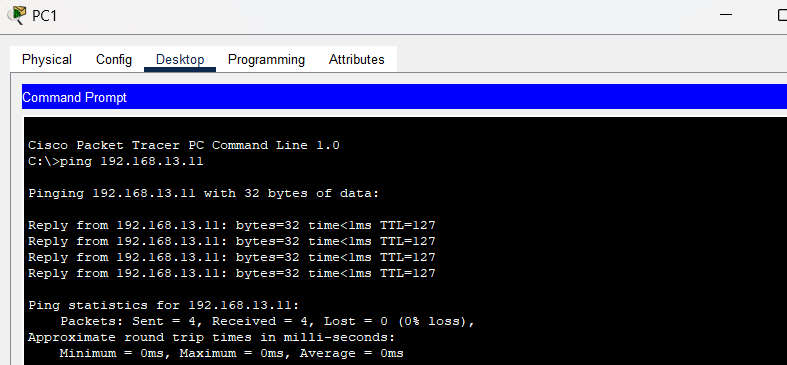 PC1
Physical Config Desktop Programming Attributes
Command Prompt
Cisco Packet Tracer PC Command Line 1.0
C:\>ping 192.168.13.11
Pinging 192.168.13.11 with 32 bytes of data:
Reply from 192.168.13.11: bytes=32 time<1ms TTL=127
Reply from 192.168.13.11: bytes=32 time<1ms TTL=127
Reply from 192.168.13.11: bytes=32 time<1ms TTL=127
Reply from 192.168.13.11: bytes=32 time<1ms TTL=127
Ping statistics for 192.168.13.11:
Packets: Sent = 4, Received = 4, Lost = 0 (0% loss),
Approximate round trip times in milli-seconds:
Minimum = 0ms, Maximum = 0ms, Average = 0ms